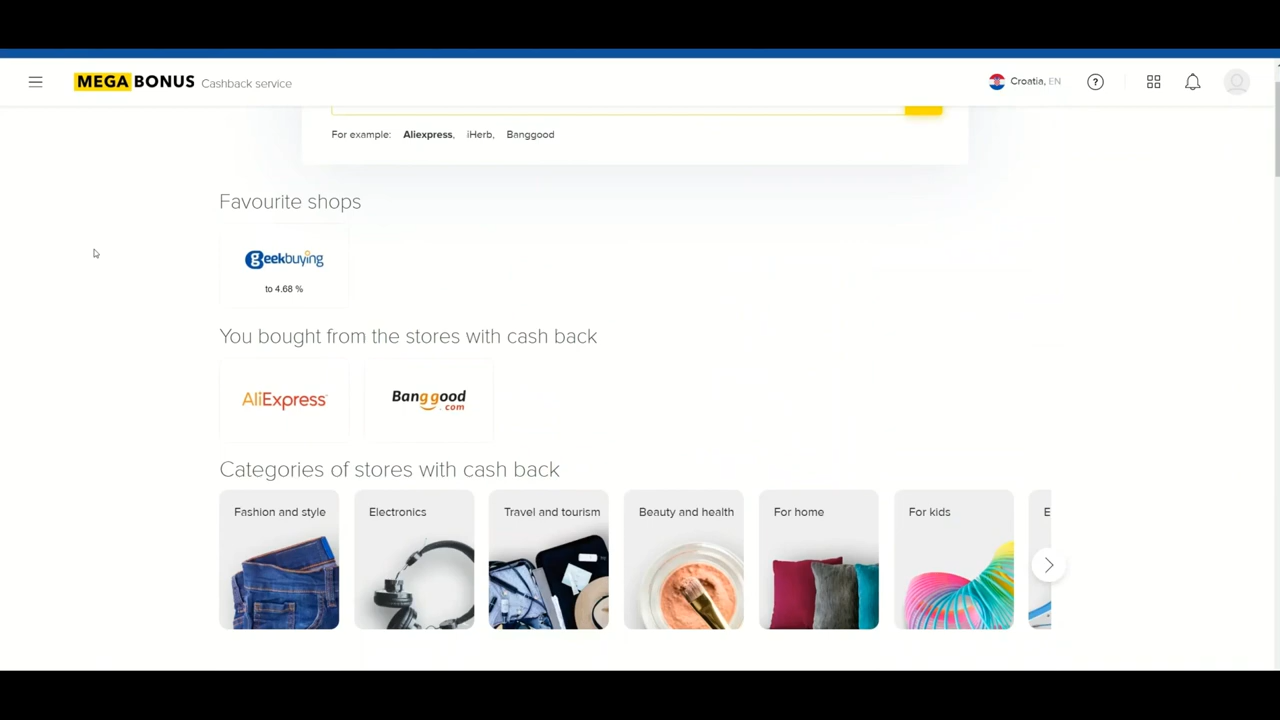 MEGA BONUS Cashback service
Croatia, EN
For example: Aliexpress, iHerb, Banggood
Favourite shops
geekbuying
to 4.68 %
You bought from the stores with cash back
AliExpress
Banggood
.com
Categories of stores with cash back
Fashion and style
Electronics
Travel and tourism
Beauty and health
For home
For kids
E